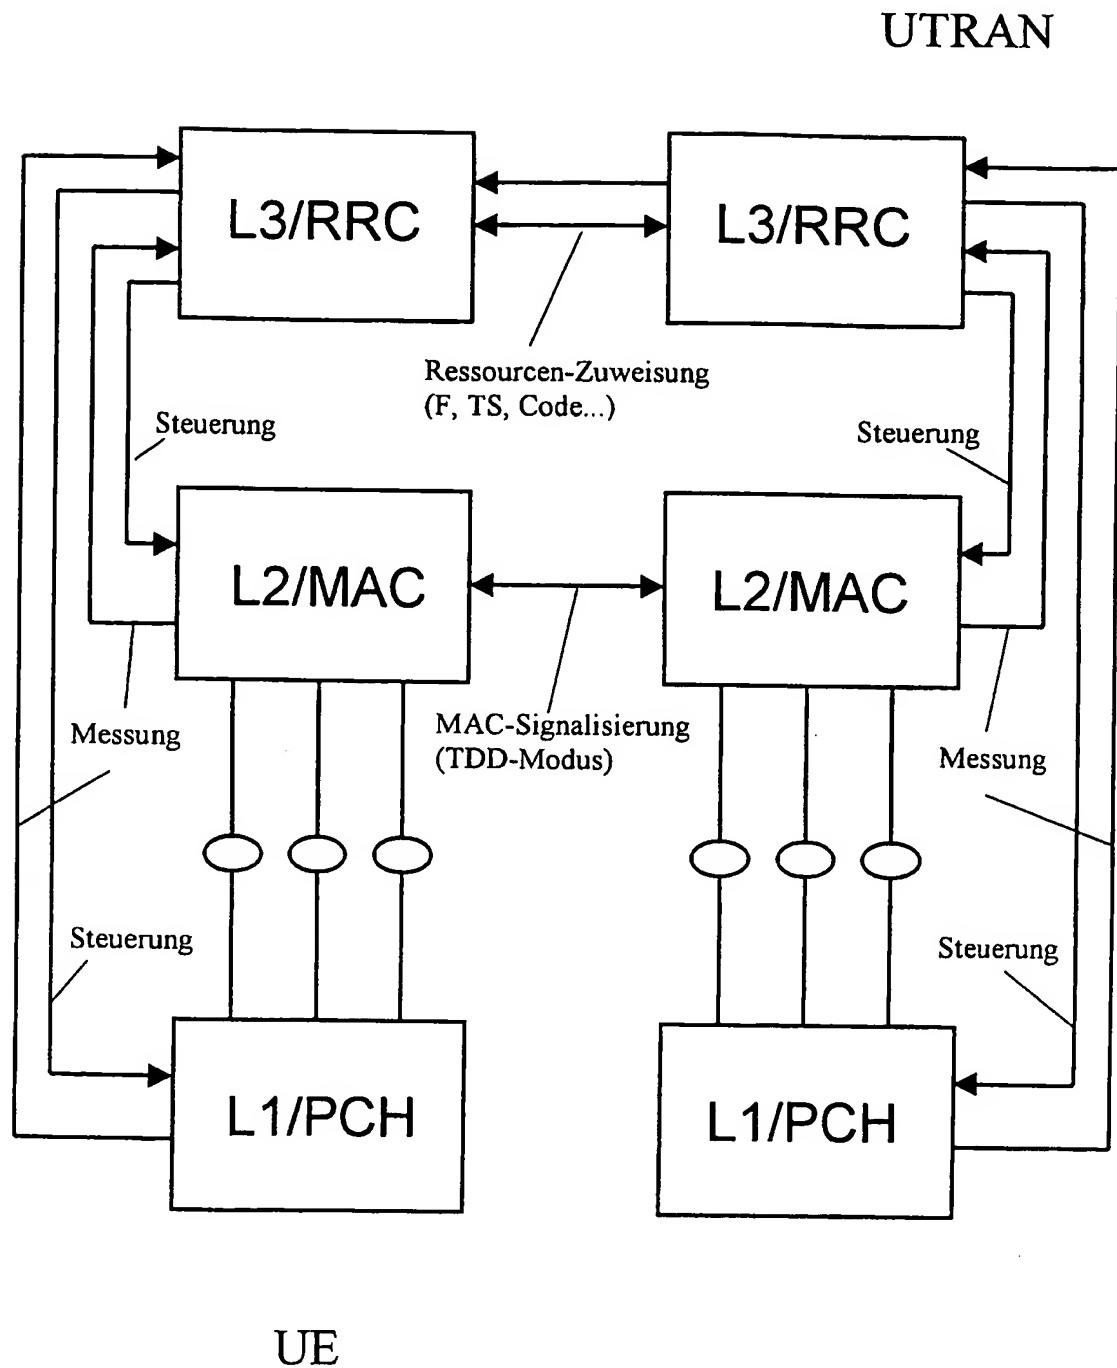 UTRAN
L3/RRC
L3/RRC
Ressourcen-Zuweisung
(F, TS, Code...)
Steuerung
Steuerung
L2/MAC
L2/MAC
MAC-Signalisierung
(TDD-Modus)
Messung
Messung
Steuerung
Steuerung
L1/PCH
L1/PCH
UE